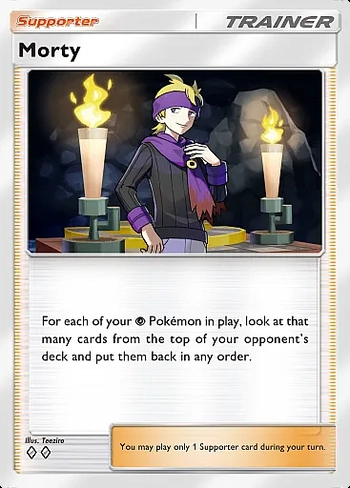 Supporter TRAINER
Morty
For each of your Pokémon in play, look at that
many cards from the top of your opponent's
deck and put them back in any order.
Illus. Teeziro
You may play only 1 Supporter card during your turn.